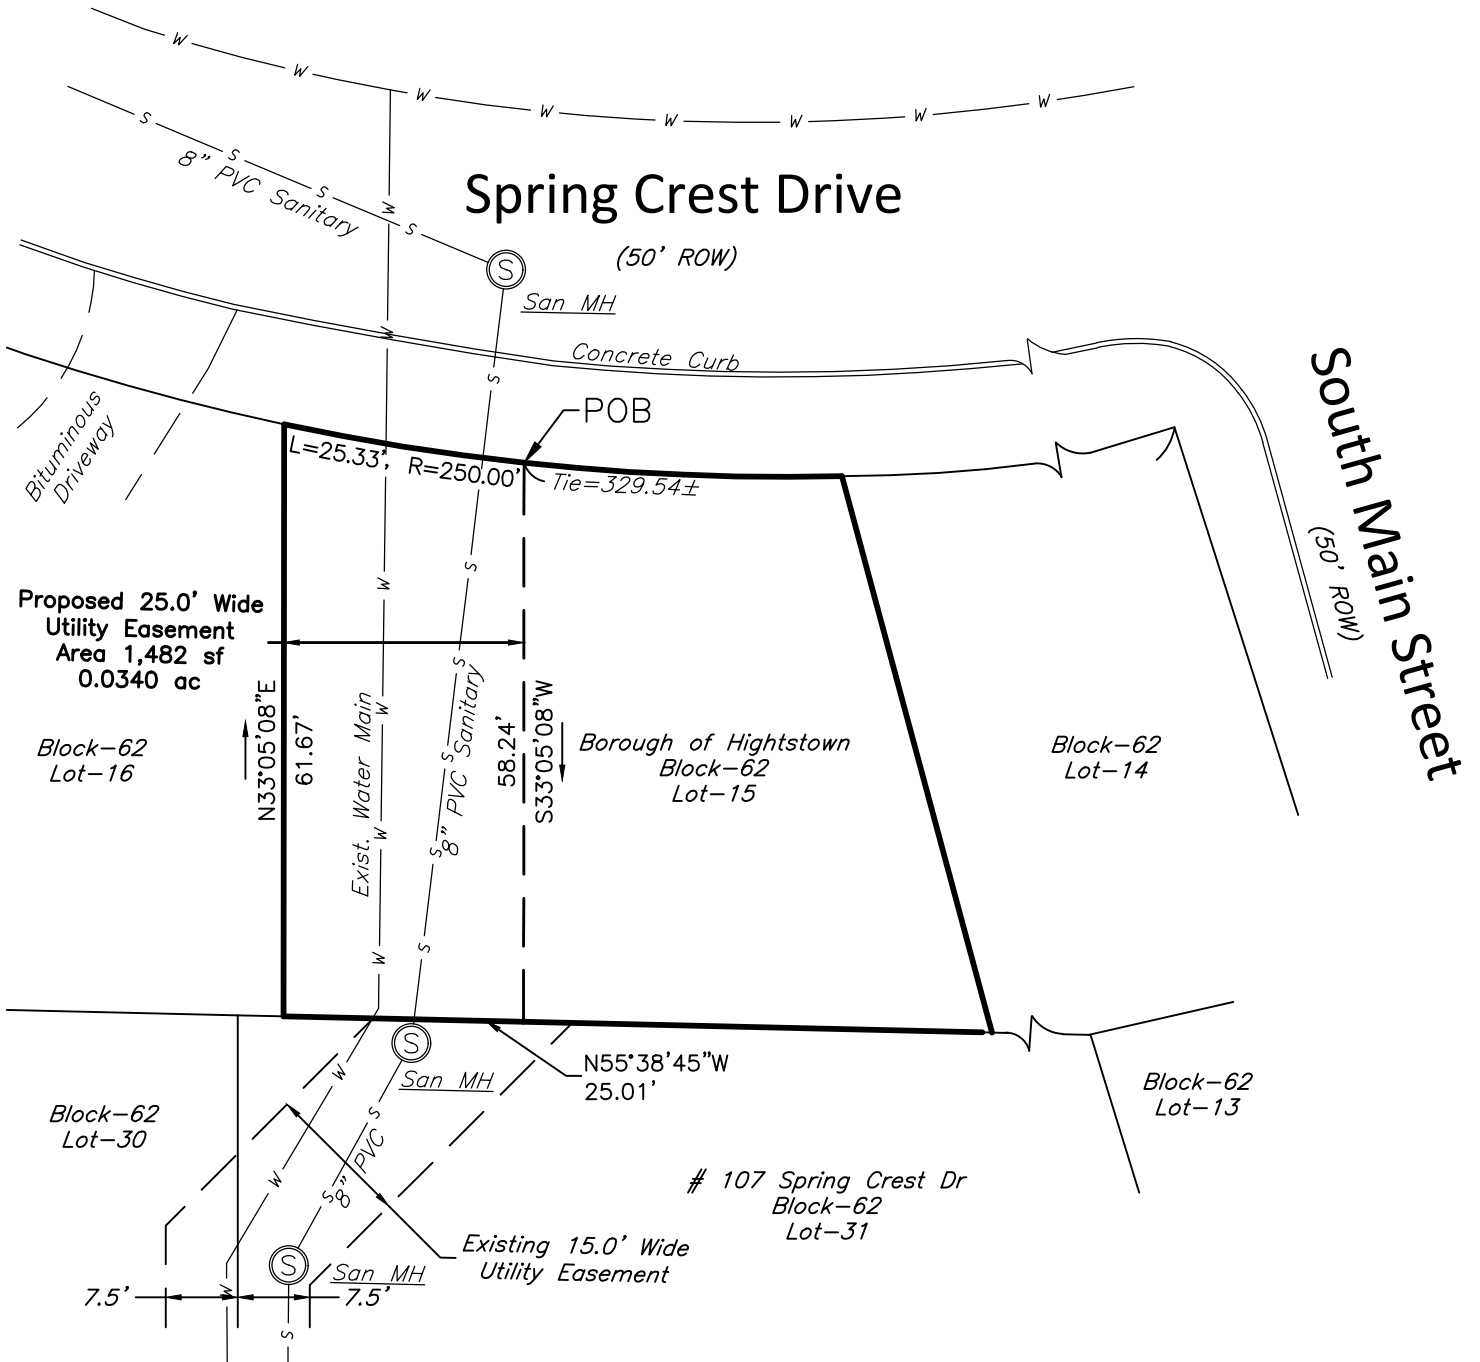 W W W W W W W W
S S S S
8" PVC Sanitary
W
Spring Crest Drive
(50' ROW)
S
San MH
W
Concrete Curb
S
South Main Street
(50' ROW)
Bituminous
Driveway
POB
L=25.33', R=250.00'
Tie=329.54±
W
S
Proposed 25.0' Wide
Utility Easement
Area 1,482 sf
0.0340 ac
N33°05'08"E
61.67'
Exist. Water Main
W
W
W
S
S
S
S
8" PVC Sanitary
58.24'
S33°05'08"W
Block-62
Lot-16
Borough of Hightstown
Block-62
Lot-15
Block-62
Lot-14
S
San MH
N55°38'45"W
25.01'
Block-62
Lot-13
Block-62
Lot-30
W
W
S
S
8" PVC
# 107 Spring Crest Dr
Block-62
Lot-31
Existing 15.0' Wide
Utility Easement
S
San MH
7.5'
W
7.5'
S